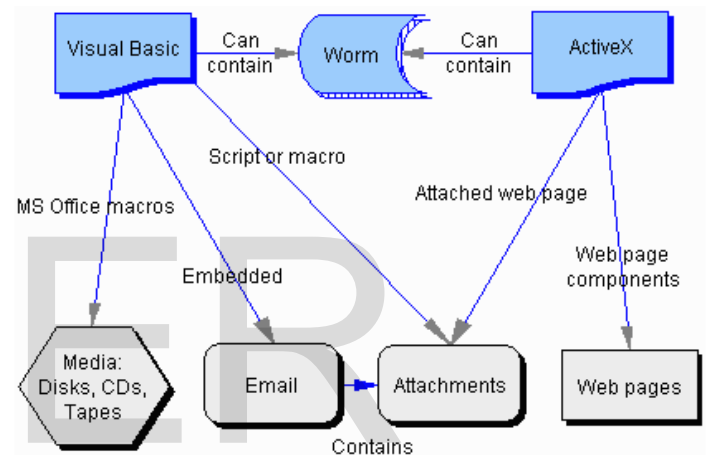 Visual Basic
Can
contain
Worm
Can
contain
ActiveX
Script or macro
MS Office macros
Attached web page
Embedded
Web page
components
Media:
Disks, CDs,
Tapes
Email
Attachments
Web pages
Contains
ER